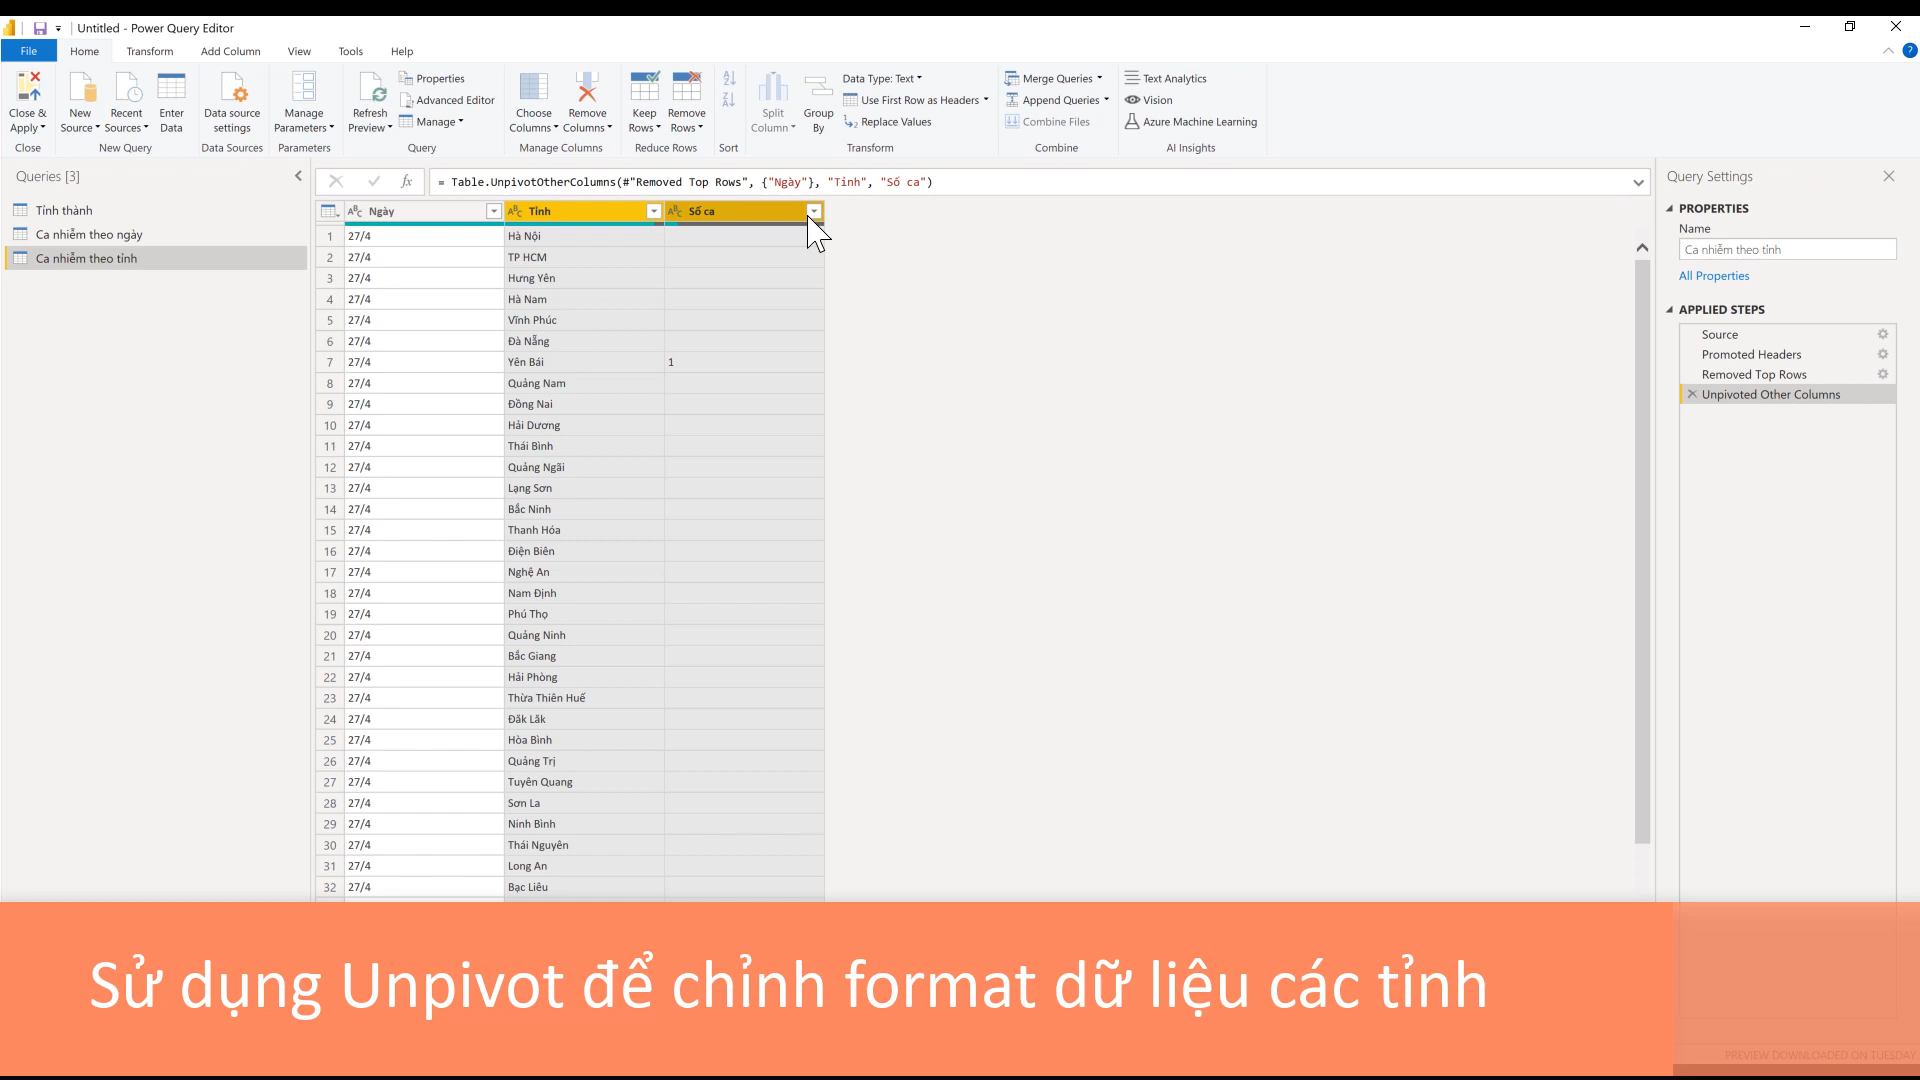 Untitled - Power Query Editor
File Home Transform Add Column View Tools Help
Close & Apply
New Source
Recent Sources
Enter Data
Data source settings
Manage Parameters
Refresh Preview
Properties
Advanced Editor
Manage
Choose Columns
Remove Columns
Keep Rows
Remove Rows
Split Column
Group By
Data Type: Text
Use First Row as Headers
Replace Values
Merge Queries
Append Queries
Combine Files
Text Analytics
Vision
Azure Machine Learning
Close New Query Data Sources Parameters Query Manage Columns Reduce Rows Sort Transform Combine AI Insights
Queries [3]
Tỉnh thành
Ca nhiễm theo ngày
Ca nhiễm theo tỉnh
= Table.UnpivotOtherColumns(#"Removed Top Rows", {"Ngày"}, "Tỉnh", "Số ca")
Ngày Tỉnh Số ca
1 27/4 Hà Nội
2 27/4 TP HCM
3 27/4 Hưng Yên
4 27/4 Hà Nam
5 27/4 Vĩnh Phúc
6 27/4 Đà Nẵng
7 27/4 Yên Bái 1
8 27/4 Quảng Nam
9 27/4 Đồng Nai
10 27/4 Hải Dương
11 27/4 Thái Bình
12 27/4 Quảng Ngãi
13 27/4 Lạng Sơn
14 27/4 Bắc Ninh
15 27/4 Thanh Hóa
16 27/4 Điện Biên
17 27/4 Nghệ An
18 27/4 Nam Định
19 27/4 Phú Thọ
20 27/4 Quảng Ninh
21 27/4 Bắc Giang
22 27/4 Hải Phòng
23 27/4 Thừa Thiên Huế
24 27/4 Đăk Lăk
25 27/4 Hòa Bình
26 27/4 Quảng Trị
27 27/4 Tuyên Quang
28 27/4 Sơn La
29 27/4 Ninh Bình
30 27/4 Thái Nguyên
31 27/4 Long An
32 27/4 Bạc Liêu
Query Settings
PROPERTIES
Name
Ca nhiễm theo tỉnh
All Properties
APPLIED STEPS
Source
Promoted Headers
Removed Top Rows
Unpivoted Other Columns
Sử dụng Unpivot để chỉnh format dữ liệu các tỉnh
PREVIEW DOWNLOADED ON TUESDAY